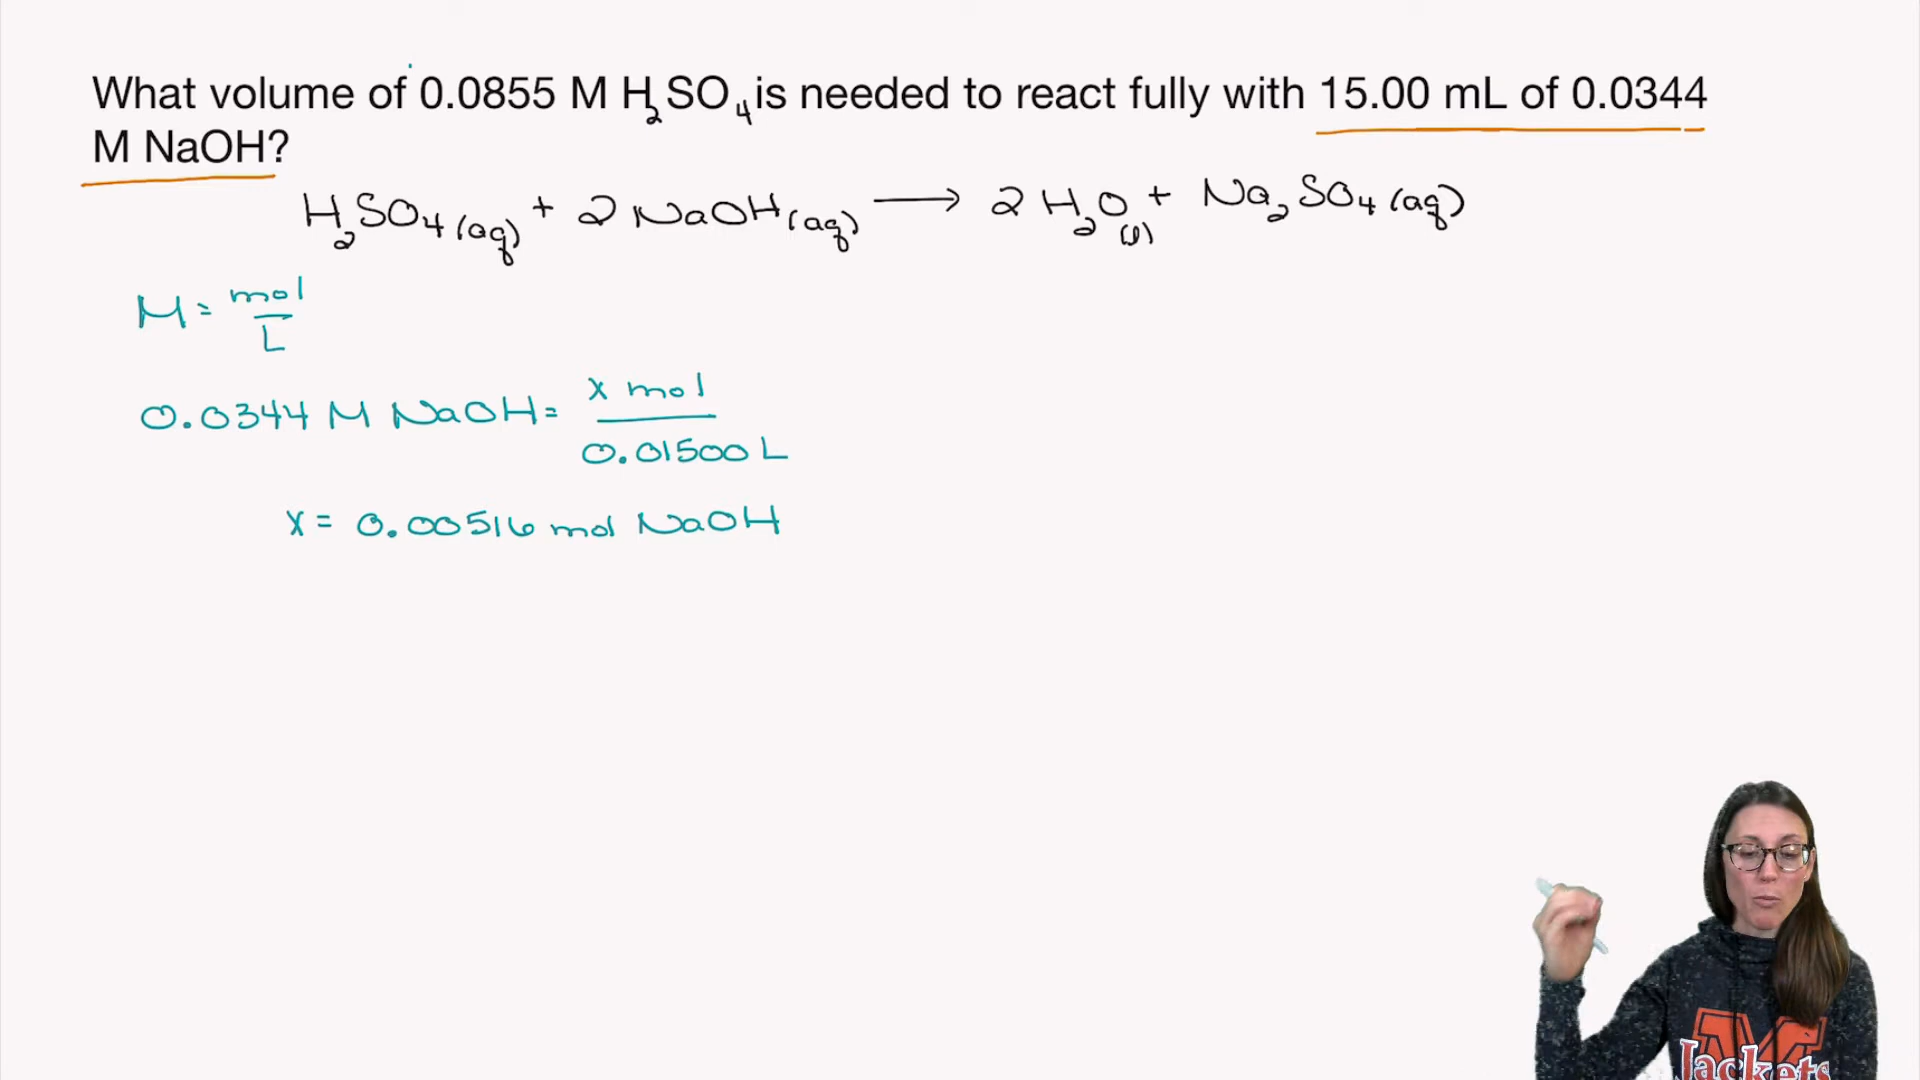 What volume of 0.0855 M H₂SO₄ is needed to react fully with 15.00 mL of 0.0344
M NaOH?
H₂SO₄(aq) + 2 NaOH(aq) ⟶ 2 H₂O(l) + Na₂SO₄(aq)
M = mol
L
0.0344 M NaOH = x mol
0.01500 L
x = 0.00516 mol NaOH
M
Jackets